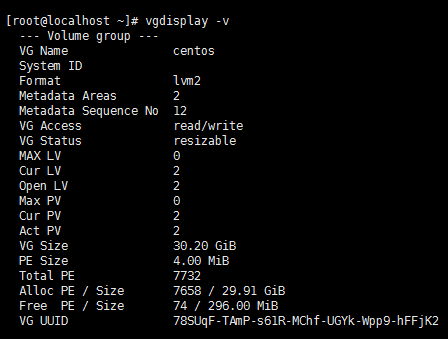 [root@localhost ~]# vgdisplay -v
--- Volume group ---
VG Name centos
System ID
Format lvm2
Metadata Areas 2
Metadata Sequence No 12
VG Access read/write
VG Status resizable
MAX LV 0
Cur LV 2
Open LV 2
Max PV 0
Cur PV 2
Act PV 2
VG Size 30.20 GiB
PE Size 4.00 MiB
Total PE 7732
Alloc PE / Size 7658 / 29.91 GiB
Free PE / Size 74 / 296.00 MiB
VG UUID 78SUqF-TAmP-s61R-MChf-UGYk-Wpp9-hFFjK2